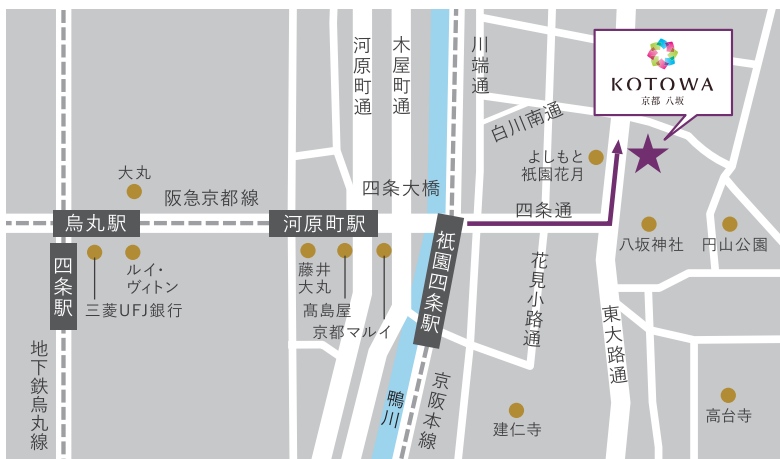 KOTOWA
京都 八坂
河原町通
木屋町通
川端通
白川南通
よしもと
祇園花月
大丸
阪急京都線
四条大橋
烏丸駅
河原町駅
祇園四条駅
四条通
八坂神社
円山公園
四条駅
ルイ・
ヴィトン
三菱UFJ銀行
藤井
大丸
髙島屋
京都マルイ
花見小路通
東大路通
地下鉄烏丸線
鴨川
京阪本線
建仁寺
高台寺